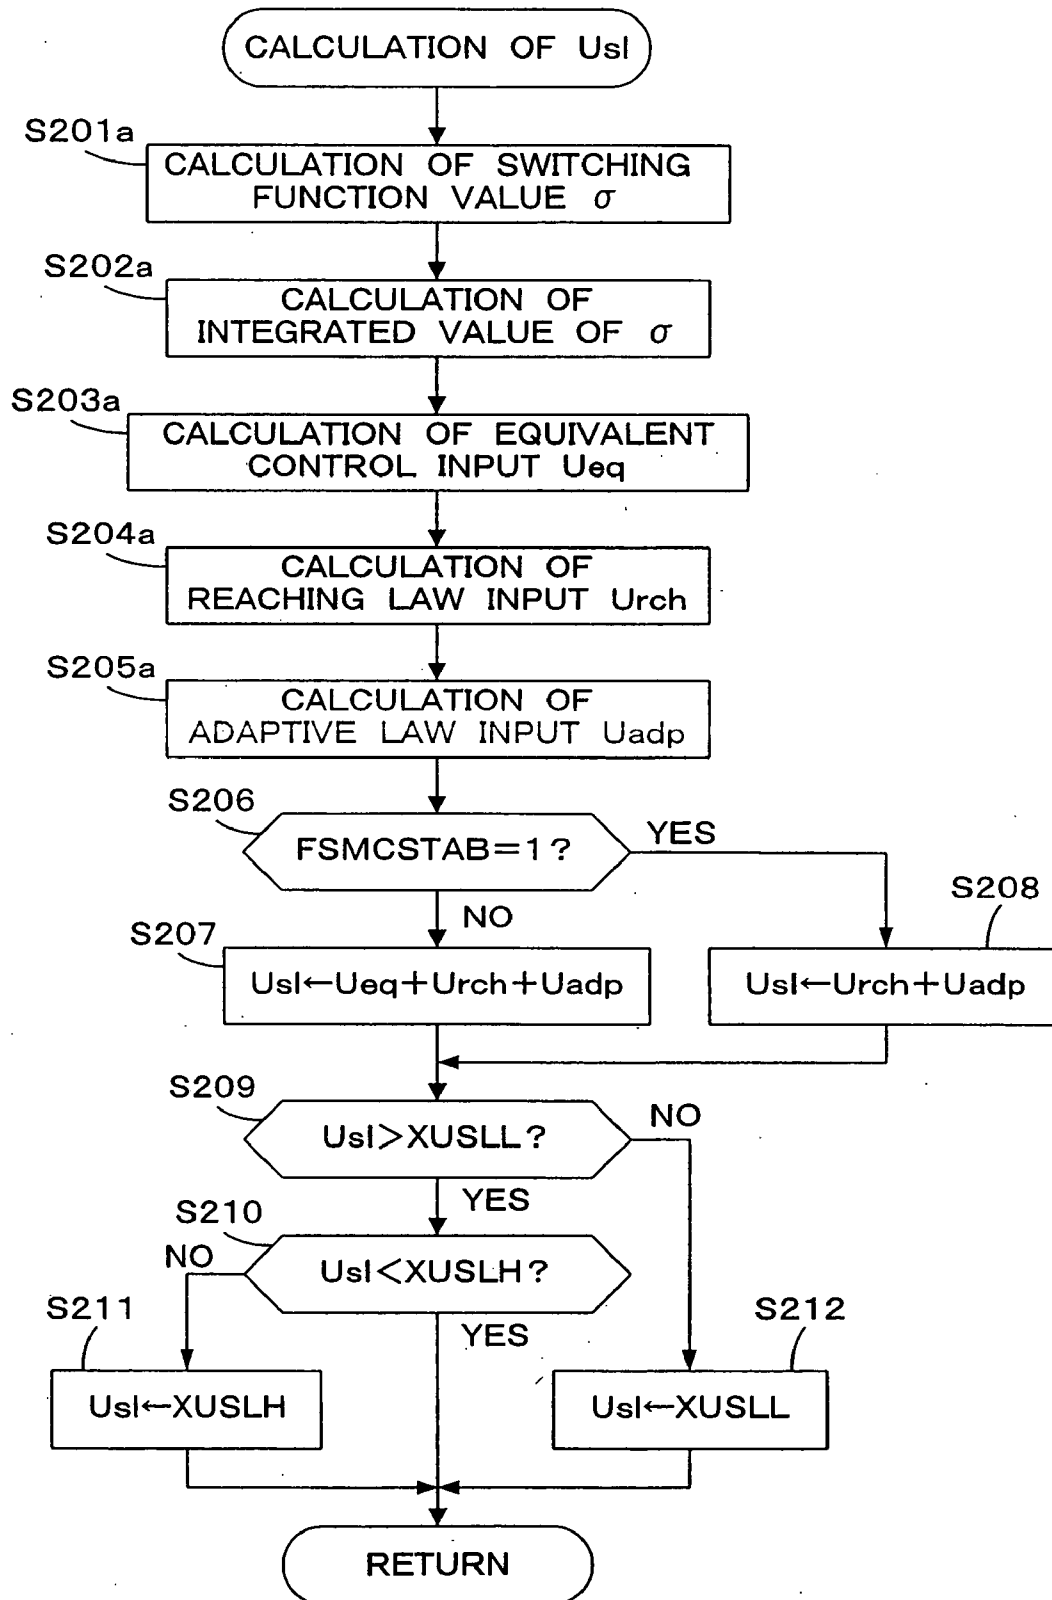 CALCULATION OF Usl
S201a
CALCULATION OF SWITCHING
FUNCTION VALUE σ
S202a
CALCULATION OF
INTEGRATED VALUE OF σ
S203a
CALCULATION OF EQUIVALENT
CONTROL INPUT Ueq
S204a
CALCULATION OF
REACHING LAW INPUT Urch
S205a
CALCULATION OF
ADAPTIVE LAW INPUT Uadp
S206
FSMCSTAB=1?
YES
NO
S207
Usl←Ueq+Urch+Uadp
S208
Usl←Urch+Uadp
S209
Usl>XUSLL?
NO
YES
S210
Usl<XUSLH?
NO
YES
S211
Usl←XUSLH
S212
Usl←XUSLL
RETURN